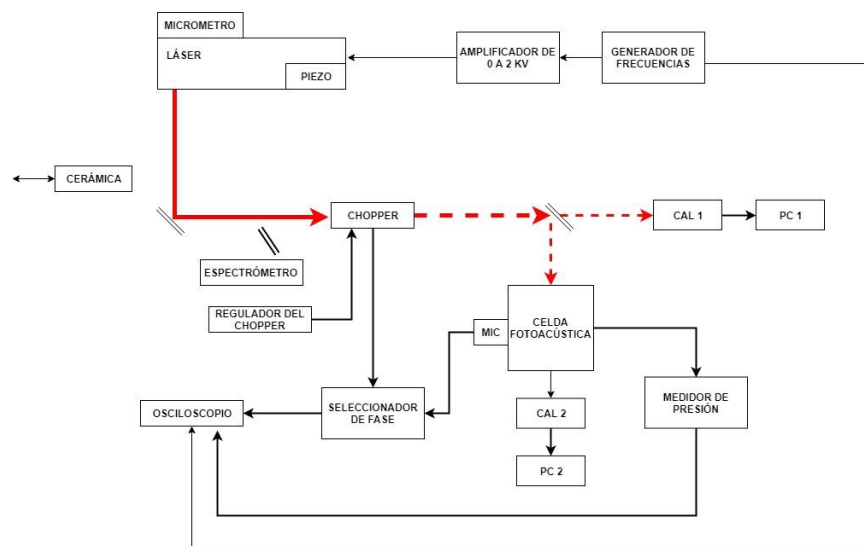 MICROMETRO
LÁSER
PIEZO
AMPLIFICADOR DE
0 A 2 KV
GENERADOR DE
FRECUENCIAS
CERÁMICA
CHOPPER
CAL 1
PC 1
ESPECTRÓMETRO
REGULADOR DEL
CHOPPER
MIC
CELDA
FOTOACÚSTICA
MEDIDOR DE
PRESIÓN
OSCILOSCOPIO
SELECCIONADOR
DE FASE
CAL 2
PC 2